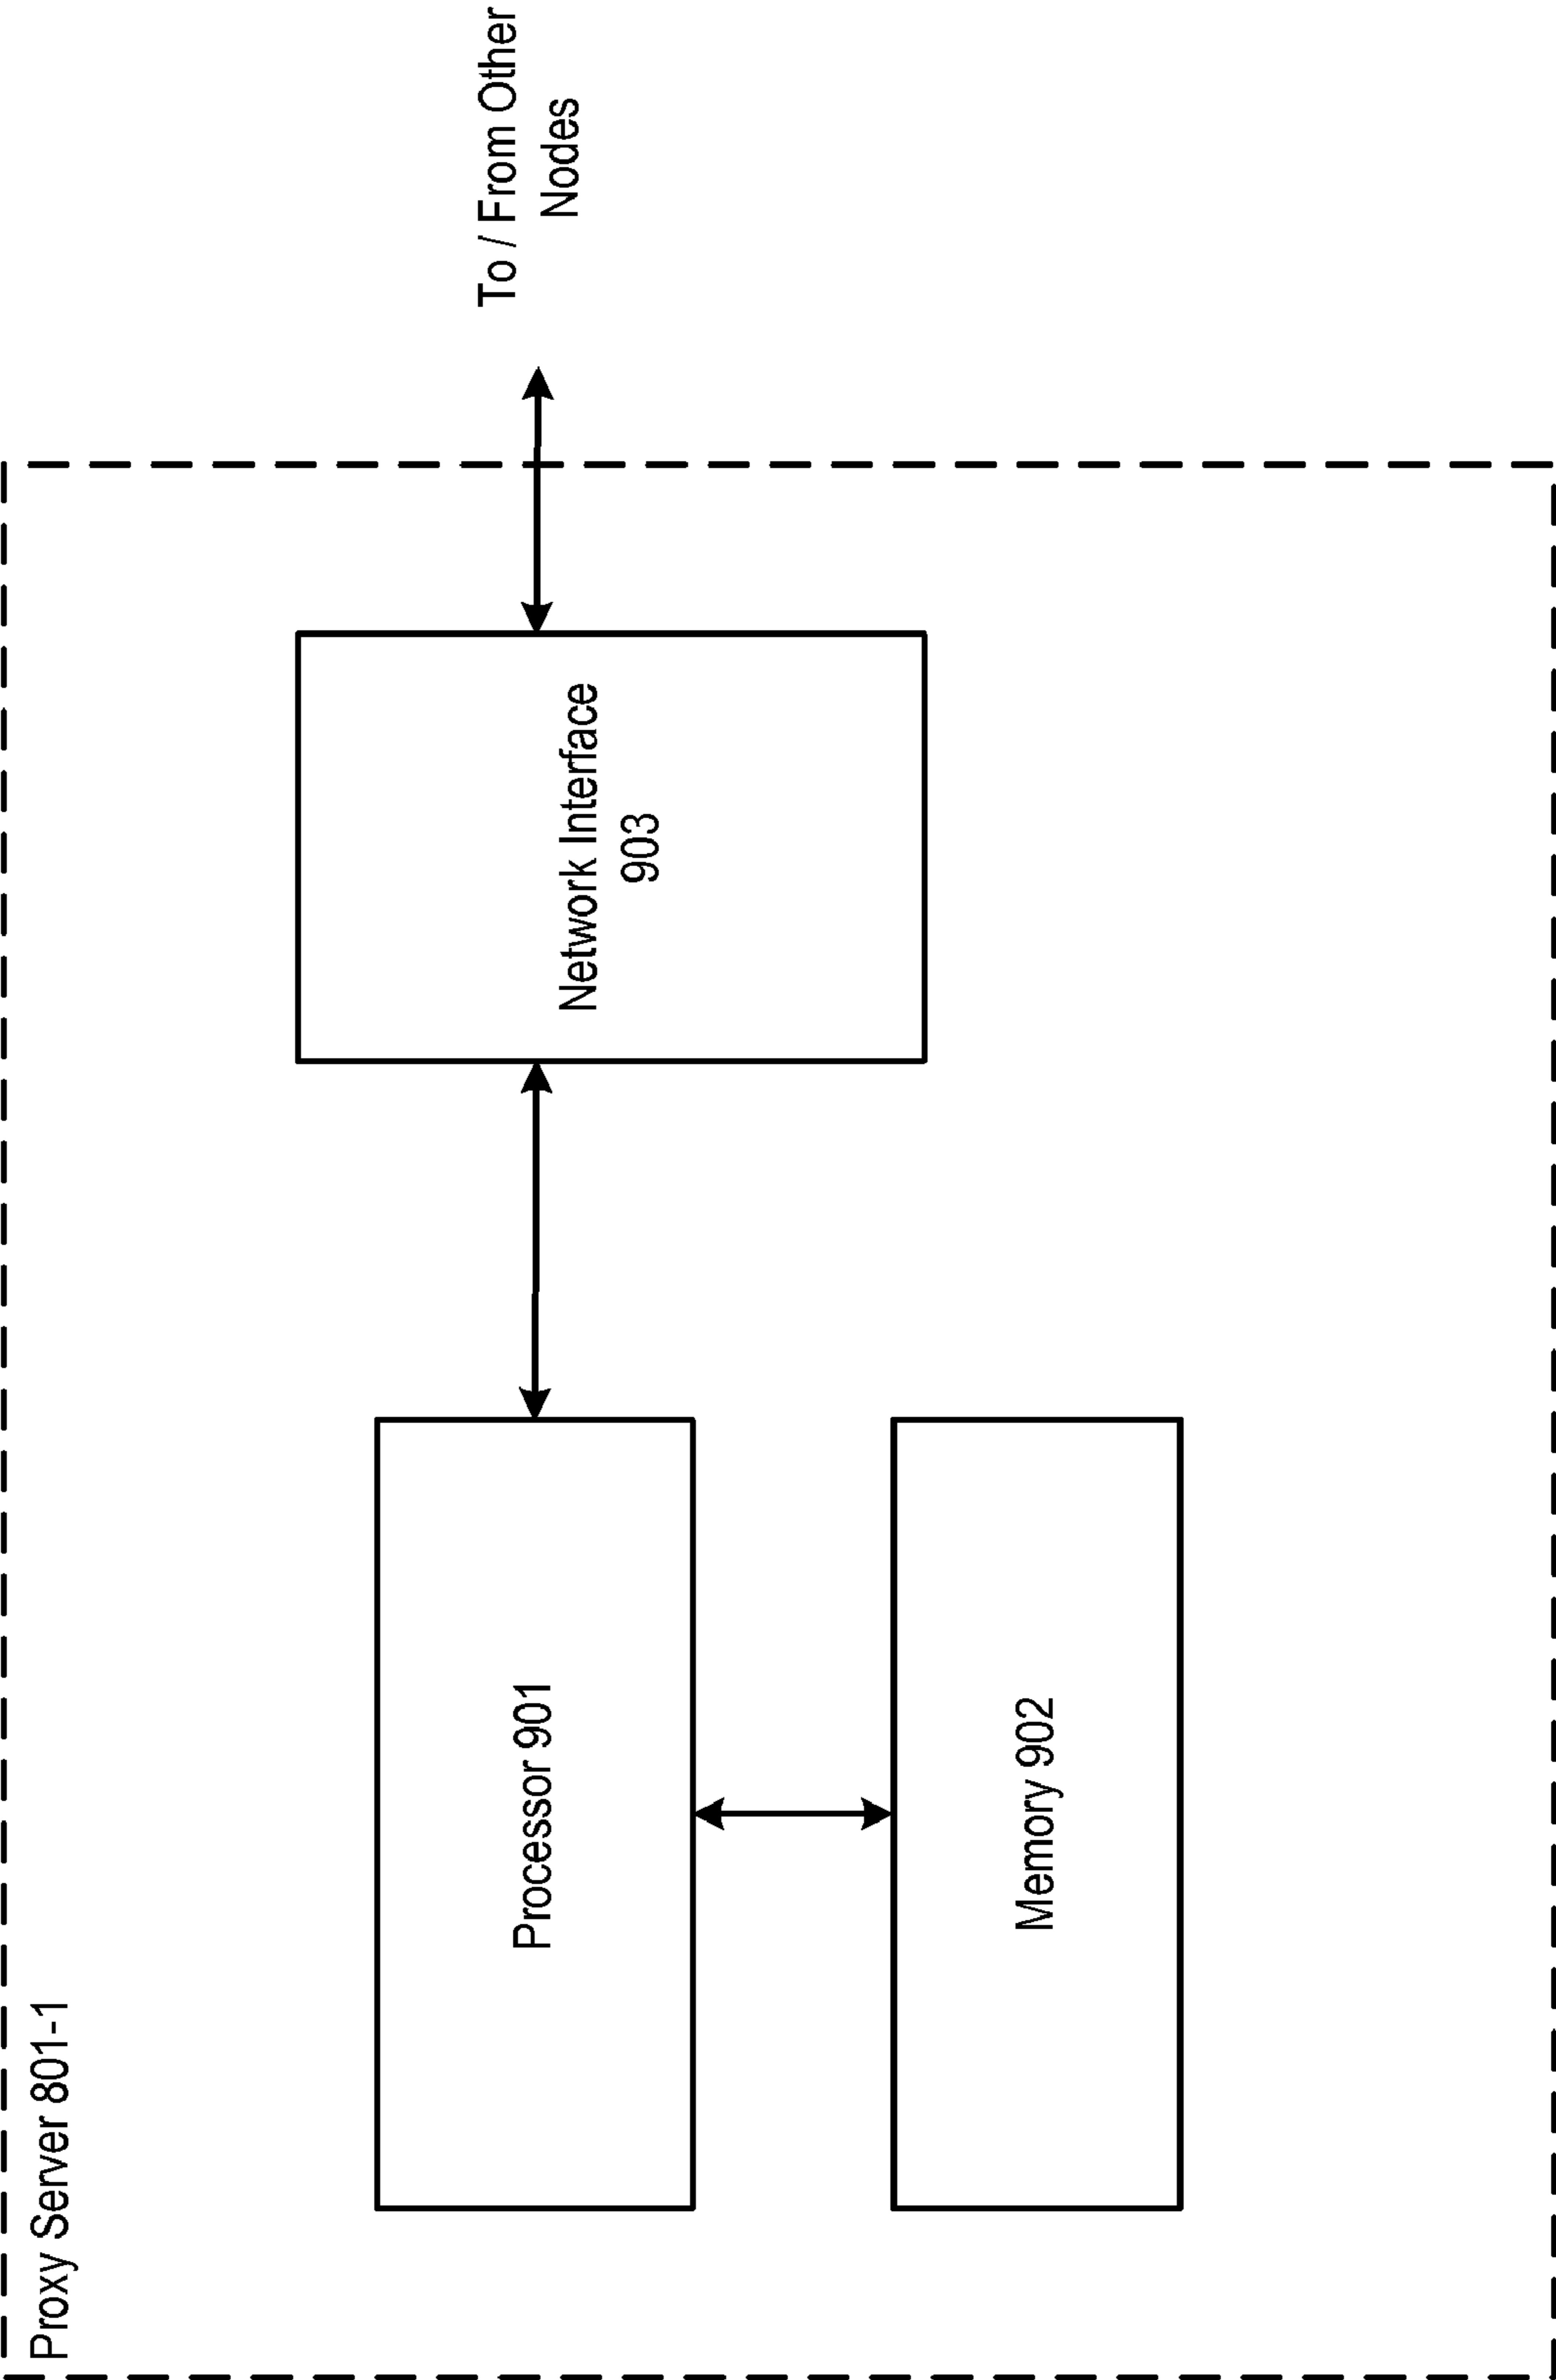 Proxy Server 801-1
Processor 901
Memory 902
Network Interface
903
To / From Other
Nodes